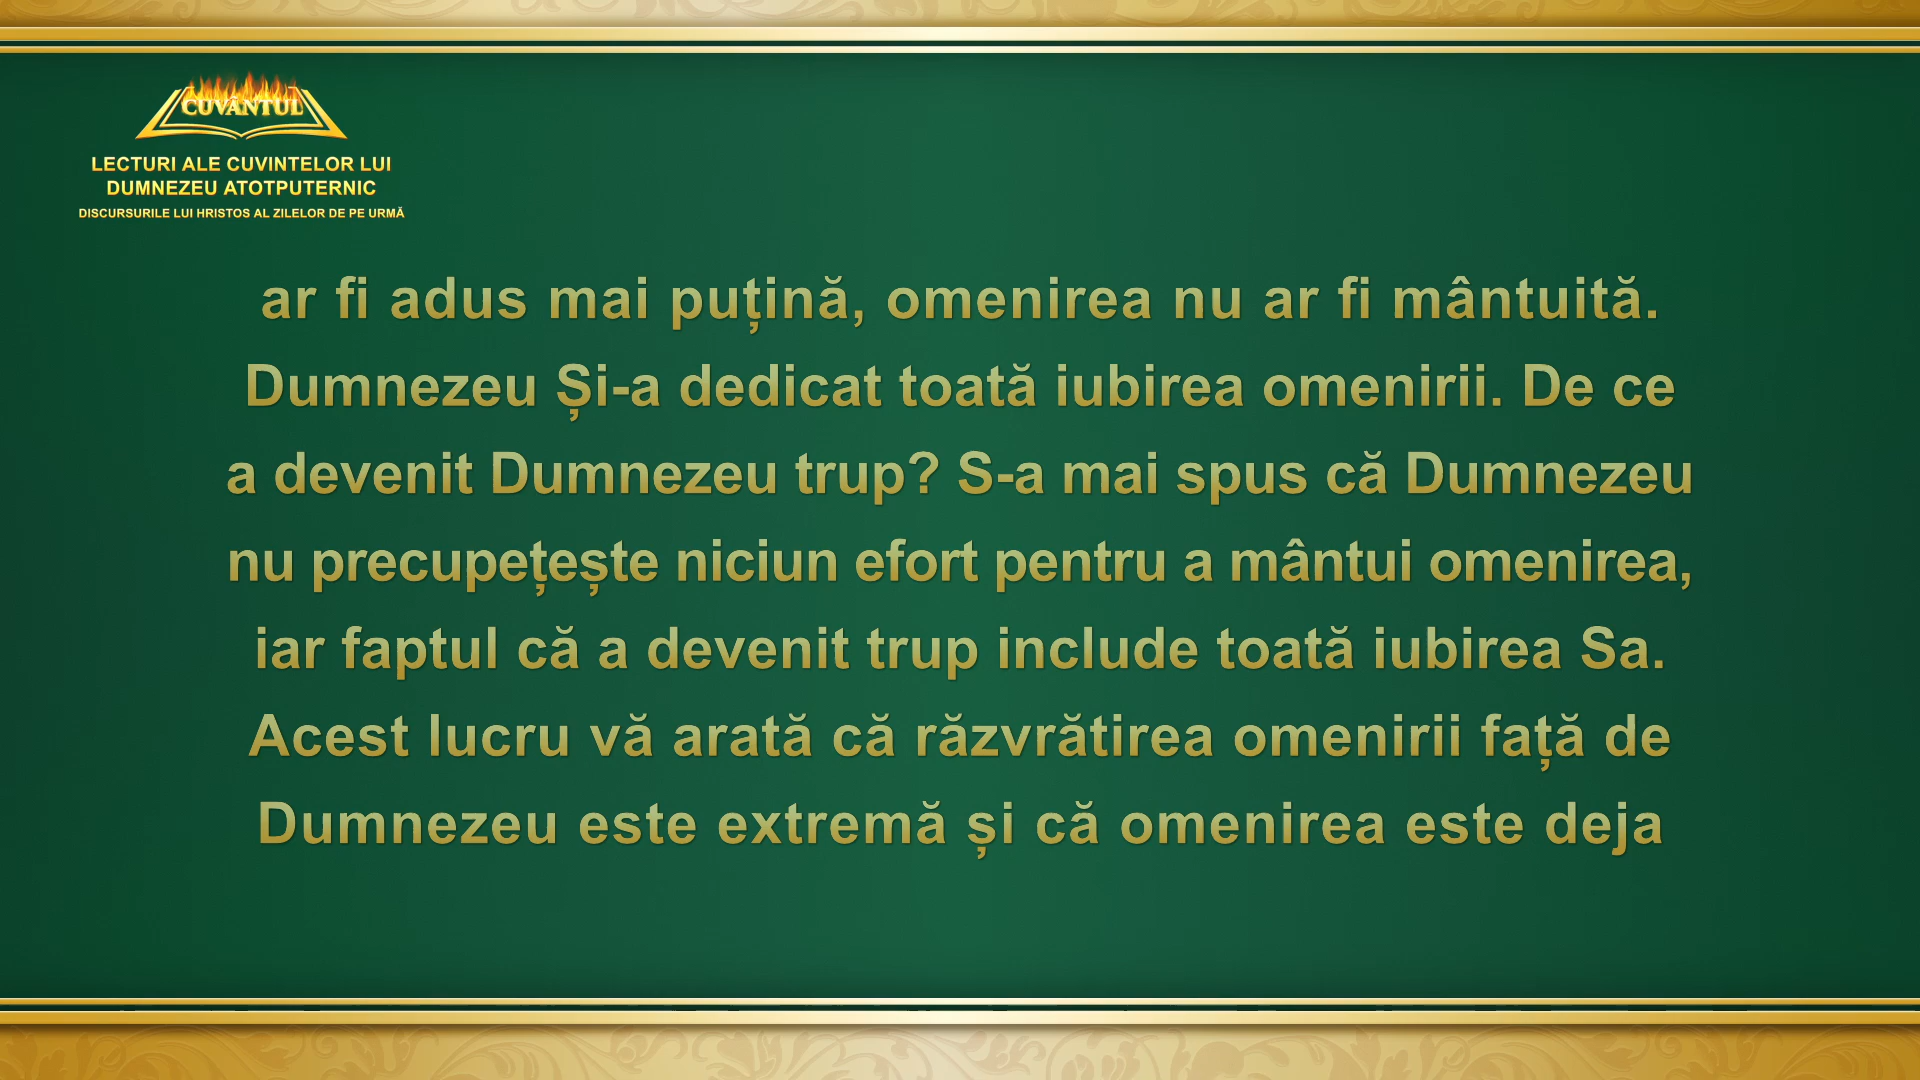 CUVÂNTUL
LECTURI ALE CUVINTELOR LUI
DUMNEZEU ATOTPUTERNIC
DISCURSURILE LUI HRISTOS AL ZILELOR DE PE URMĂ
ar fi adus mai puțină, omenirea nu ar fi mântuită.
Dumnezeu Și-a dedicat toată iubirea omenirii. De ce
a devenit Dumnezeu trup? S-a mai spus că Dumnezeu
nu precupețește niciun efort pentru a mântui omenirea,
iar faptul că a devenit trup include toată iubirea Sa.
Acest lucru vă arată că răzvrătirea omenirii față de
Dumnezeu este extremă și că omenirea este deja